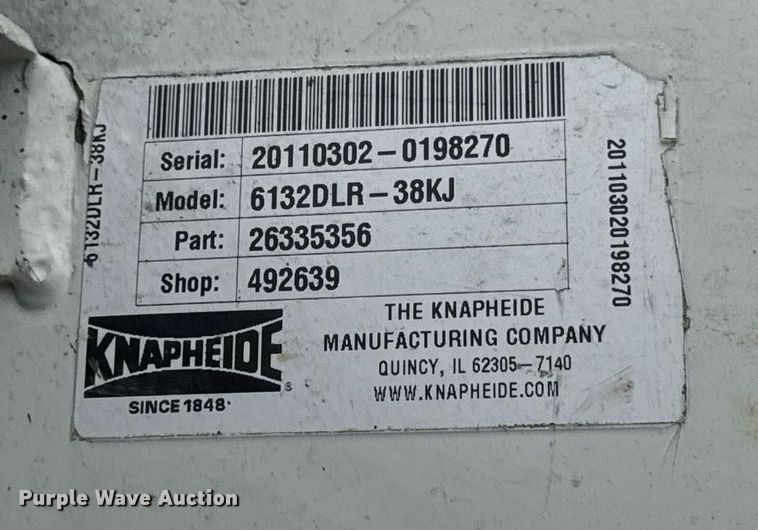 Serial: 20110302-0198270
Model: 6132DLR-38KJ
Part: 26335356
Shop: 492639
6132DLR-38KJ
201103020198270
KNAPHEIDE®
SINCE 1848
THE KNAPHEIDE
MANUFACTURING COMPANY
QUINCY, IL 62305-7140
WWW.KNAPHEIDE.COM
Purple Wave Auction